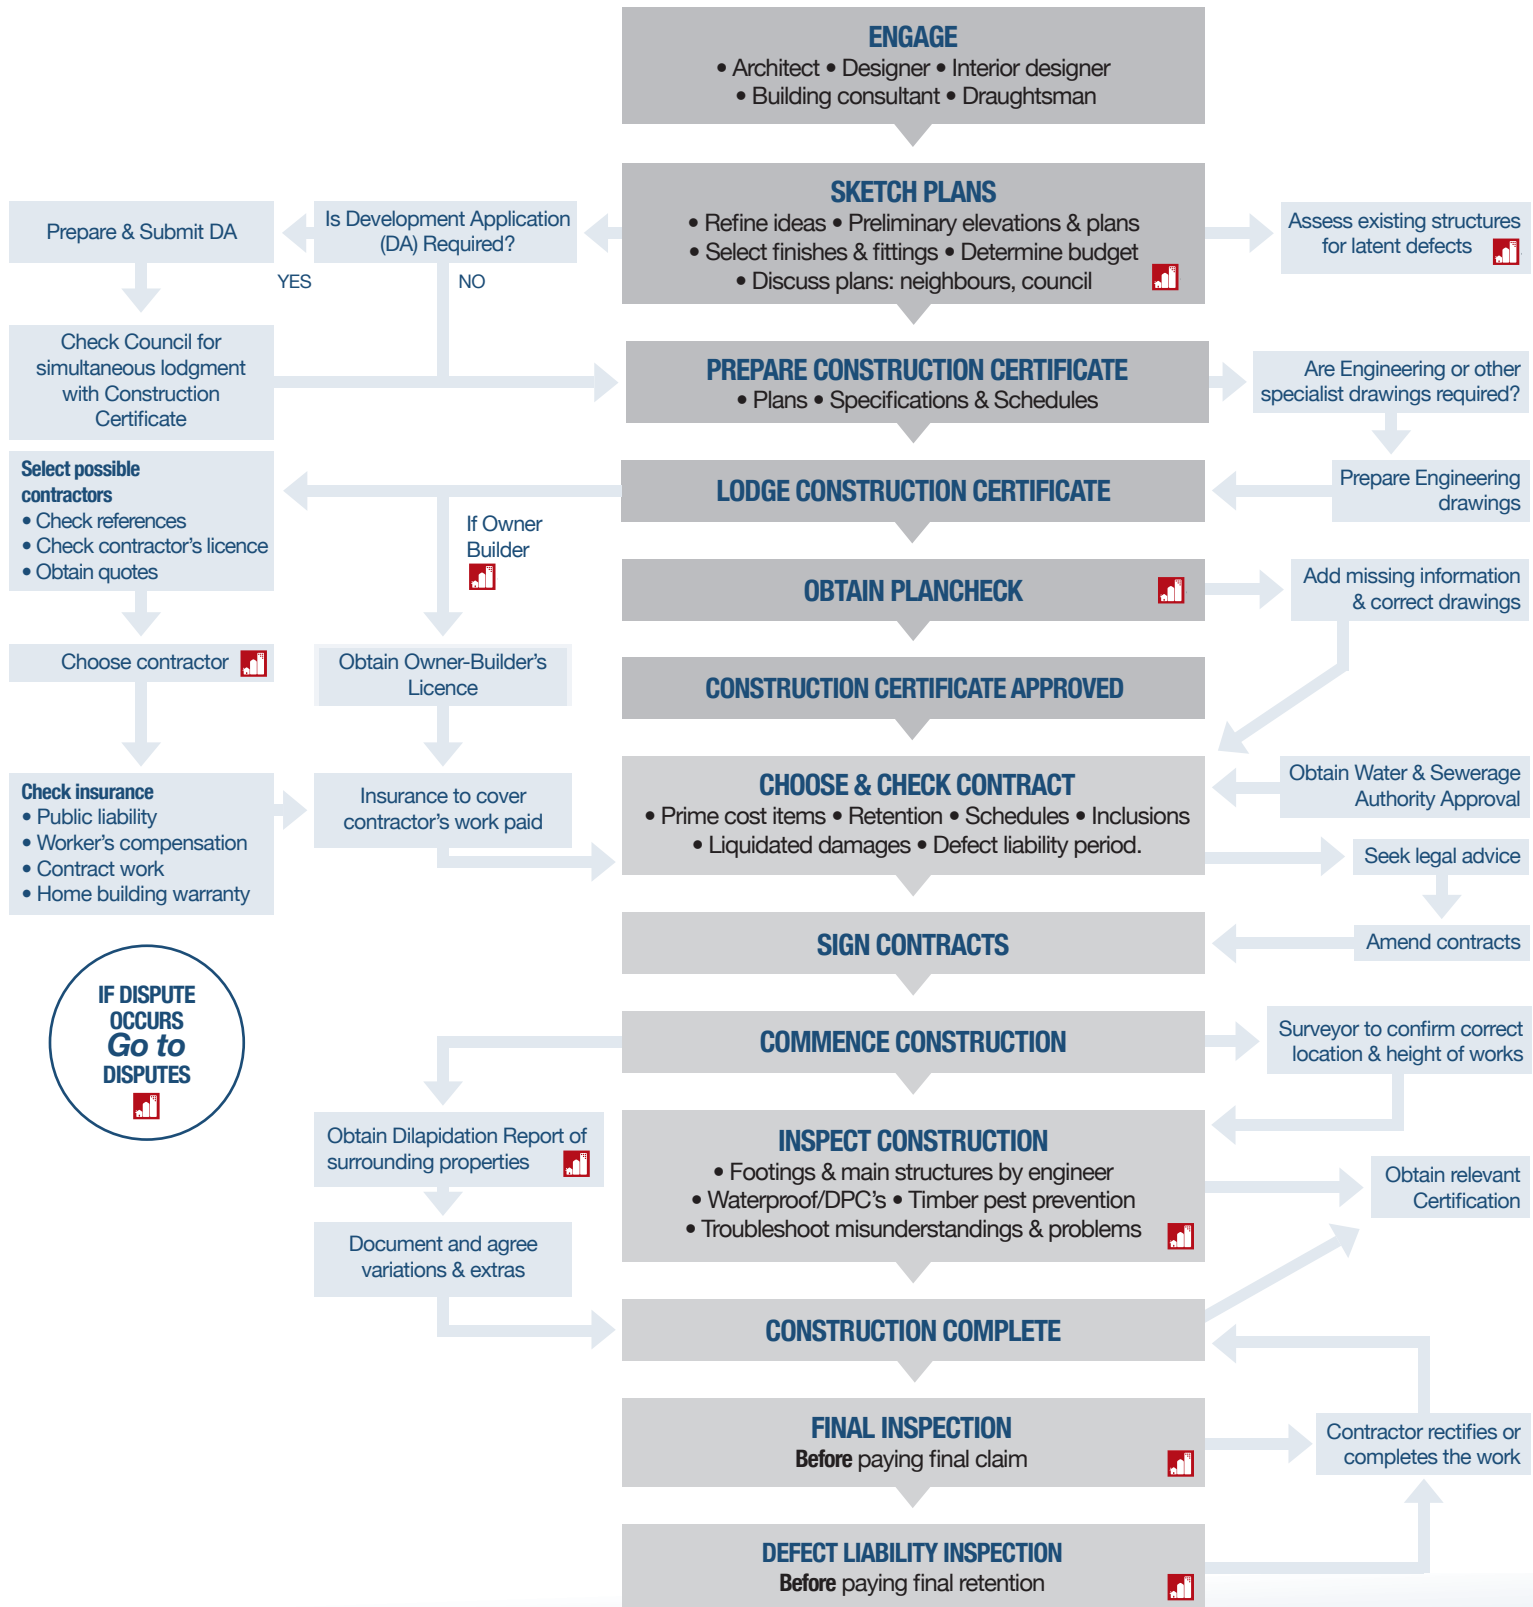 ENGAGE
• Architect • Designer • Interior designer
• Building consultant • Draughtsman
SKETCH PLANS
• Refine ideas • Preliminary elevations & plans
• Select finishes & fittings • Determine budget
• Discuss plans: neighbours, council
Is Development Application
(DA) Required?
YES
NO
Prepare & Submit DA
Check Council for
simultaneous lodgment
with Construction
Certificate
Assess existing structures
for latent defects
PREPARE CONSTRUCTION CERTIFICATE
• Plans • Specifications & Schedules
Are Engineering or other
specialist drawings required?
Prepare Engineering
drawings
LODGE CONSTRUCTION CERTIFICATE
Select possible
contractors
• Check references
• Check contractor's licence
• Obtain quotes
If Owner
Builder
OBTAIN PLANCHECK
Add missing information
& correct drawings
Choose contractor
Obtain Owner-Builder's
Licence
CONSTRUCTION CERTIFICATE APPROVED
Check insurance
• Public liability
• Worker's compensation
• Contract work
• Home building warranty
Insurance to cover
contractor's work paid
CHOOSE & CHECK CONTRACT
• Prime cost items • Retention • Schedules • Inclusions
• Liquidated damages • Defect liability period.
Obtain Water & Sewerage
Authority Approval
Seek legal advice
Amend contracts
SIGN CONTRACTS
IF DISPUTE
OCCURS
Go to
DISPUTES
COMMENCE CONSTRUCTION
Surveyor to confirm correct
location & height of works
Obtain Dilapidation Report of
surrounding properties
Document and agree
variations & extras
INSPECT CONSTRUCTION
• Footings & main structures by engineer
• Waterproof/DPC's • Timber pest prevention
• Troubleshoot misunderstandings & problems
Obtain relevant
Certification
CONSTRUCTION COMPLETE
FINAL INSPECTION
Before paying final claim
Contractor rectifies or
completes the work
DEFECT LIABILITY INSPECTION
Before paying final retention